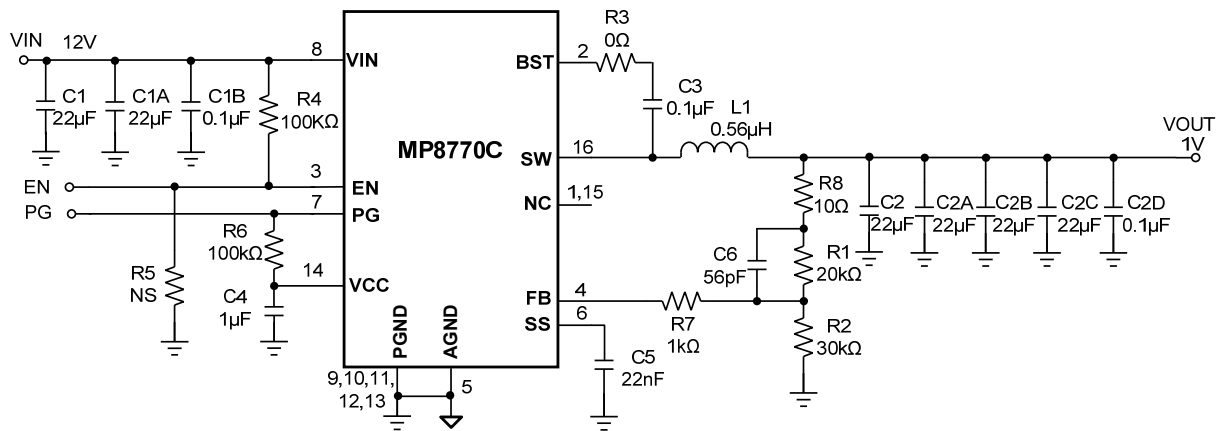 VIN 12V
8
VIN
C1
22µF
C1A
22µF
C1B
0.1µF
R4
100KΩ
EN
3
EN
PG
7
PG
R6
100kΩ
R5
NS
14
VCC
C4
1µF
MP8770C
PGND
AGND
9,10,11,
12,13
5
BST
2
R3
0Ω
C3
0.1µF
L1
0.56µH
SW
16
NC
1,15
VOUT
1V
R8
10Ω
C2
22µF
C2A
22µF
C2B
22µF
C2C
22µF
C2D
0.1µF
C6
56pF
R1
20kΩ
FB
4
R7
1kΩ
R2
30kΩ
SS
6
C5
22nF